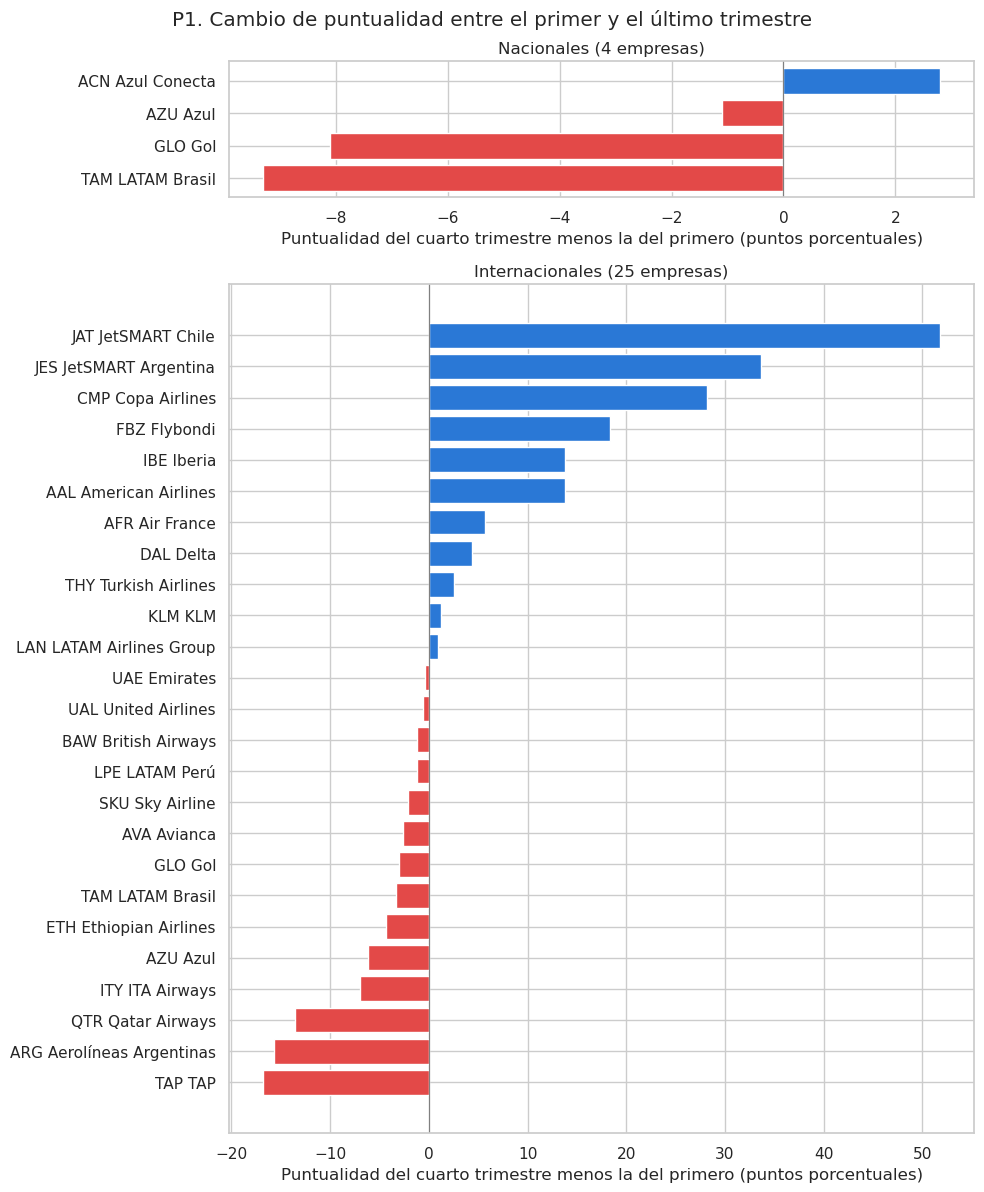 P1. Cambio de puntualidad entre el primer y el último trimestre
Nacionales (4 empresas)
ACN Azul Conecta
AZU Azul
GLO Gol
TAM LATAM Brasil
−8 −6 −4 −2 0 2
Puntualidad del cuarto trimestre menos la del primero (puntos porcentuales)
Internacionales (25 empresas)
JAT JetSMART Chile
JES JetSMART Argentina
CMP Copa Airlines
FBZ Flybondi
IBE Iberia
AAL American Airlines
AFR Air France
DAL Delta
THY Turkish Airlines
KLM KLM
LAN LATAM Airlines Group
UAE Emirates
UAL United Airlines
BAW British Airways
LPE LATAM Perú
SKU Sky Airline
AVA Avianca
GLO Gol
TAM LATAM Brasil
ETH Ethiopian Airlines
AZU Azul
ITY ITA Airways
QTR Qatar Airways
ARG Aerolíneas Argentinas
TAP TAP
−20 −10 0 10 20 30 40 50
Puntualidad del cuarto trimestre menos la del primero (puntos porcentuales)